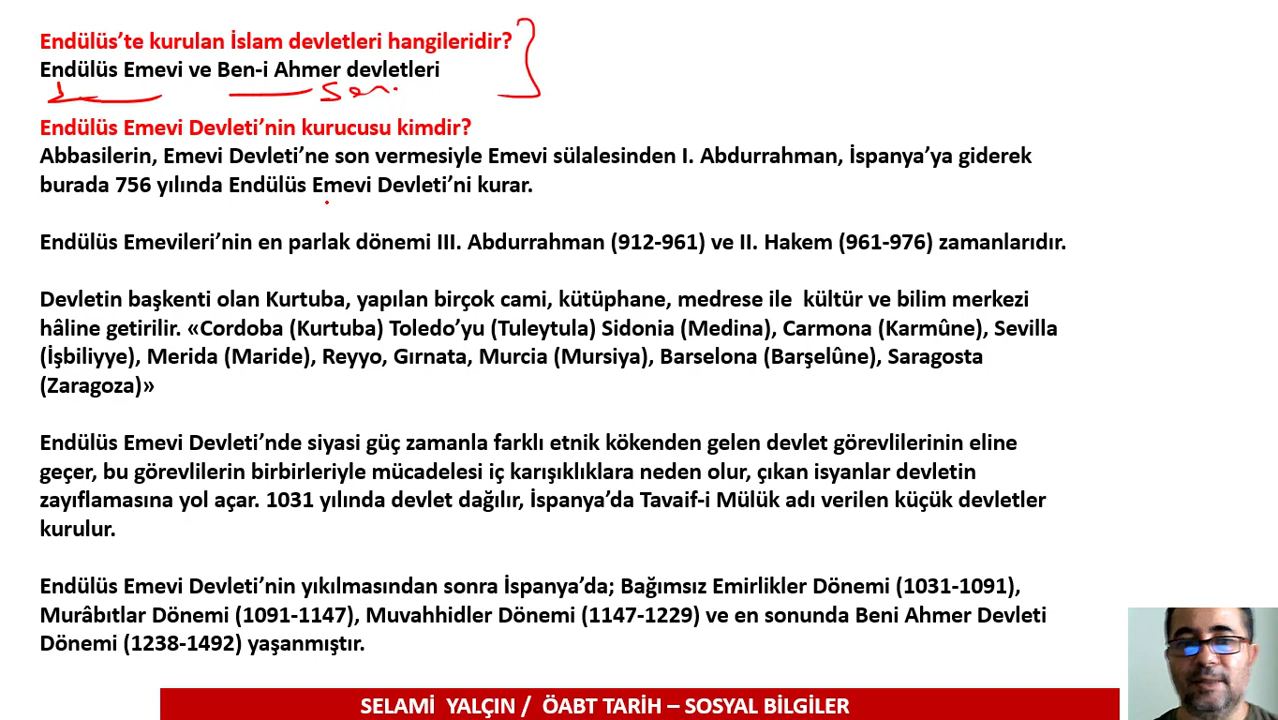 Endülüs’te kurulan İslam devletleri hangileridir?
Endülüs Emevi ve Ben-i Ahmer devletleri
Son
Endülüs Emevi Devleti’nin kurucusu kimdir?
Abbasilerin, Emevi Devleti’ne son vermesiyle Emevi sülalesinden I. Abdurrahman, İspanya’ya giderek
burada 756 yılında Endülüs Emevi Devleti’ni kurar.
Endülüs Emevileri’nin en parlak dönemi III. Abdurrahman (912-961) ve II. Hakem (961-976) zamanlarıdır.
Devletin başkenti olan Kurtuba, yapılan birçok cami, kütüphane, medrese ile kültür ve bilim merkezi
hâline getirilir. «Cordoba (Kurtuba) Toledo’yu (Tuleytula) Sidonia (Medina), Carmona (Karmûne), Sevilla
(İşbiliyye), Merida (Maride), Reyyo, Gırnata, Murcia (Mursiya), Barselona (Barşelûne), Saragosta
(Zaragoza)»
Endülüs Emevi Devleti’nde siyasi güç zamanla farklı etnik kökenden gelen devlet görevlilerinin eline
geçer, bu görevlilerin birbirleriyle mücadelesi iç karışıklıklara neden olur, çıkan isyanlar devletin
zayıflamasına yol açar. 1031 yılında devlet dağılır, İspanya’da Tavaif-i Mülük adı verilen küçük devletler
kurulur.
Endülüs Emevi Devleti’nin yıkılmasından sonra İspanya’da; Bağımsız Emirlikler Dönemi (1031-1091),
Murâbıtlar Dönemi (1091-1147), Muvahhidler Dönemi (1147-1229) ve en sonunda Beni Ahmer Devleti
Dönemi (1238-1492) yaşanmıştır.
SELAMİ YALÇIN / ÖABT TARİH – SOSYAL BİLGİLER